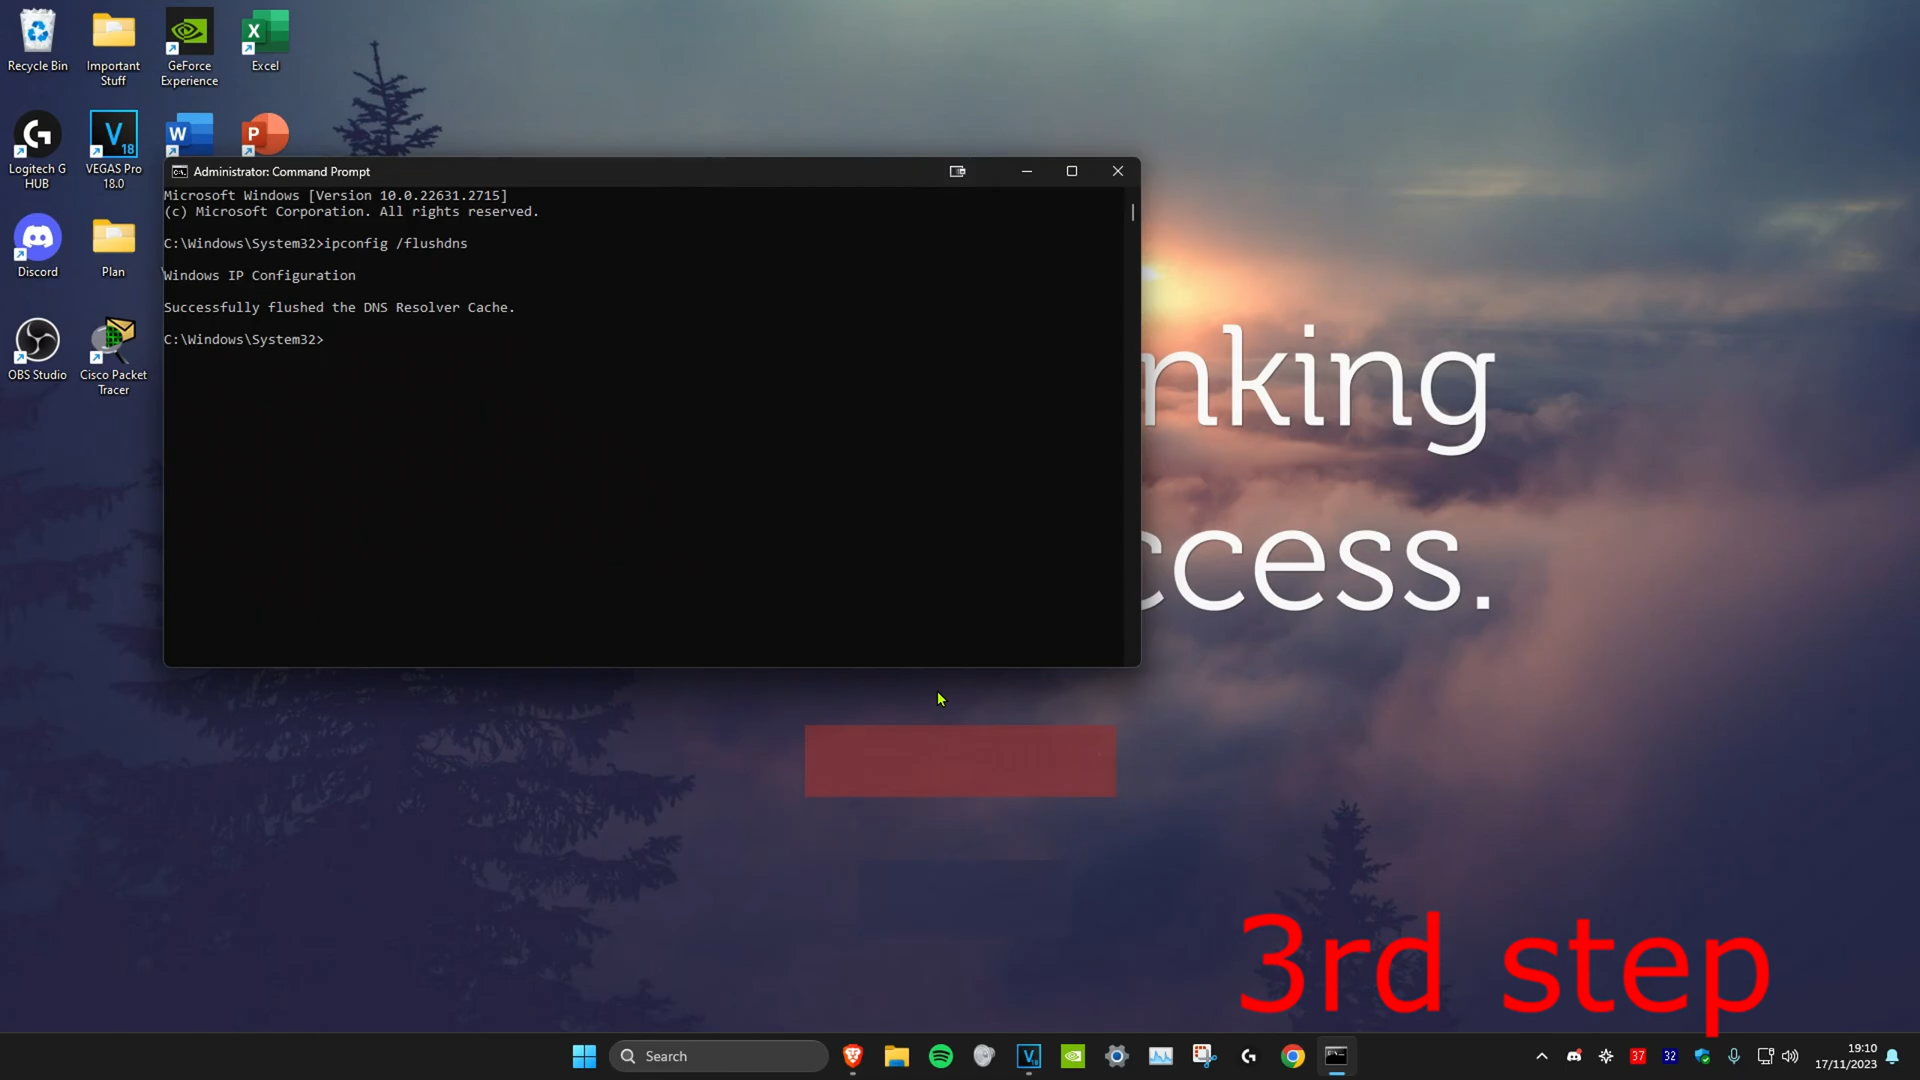 Recycle Bin
Important
Stuff
GeForce
Experience
Excel
Logitech G
HUB
VEGAS Pro
18.0
Discord
Plan
OBS Studio
Cisco Packet
Tracer
Administrator: Command Prompt
Microsoft Windows [Version 10.0.22631.2715]
(c) Microsoft Corporation. All rights reserved.
C:\Windows\System32>ipconfig /flushdns
Windows IP Configuration
Successfully flushed the DNS Resolver Cache.
C:\Windows\System32>
nking
ccess.
3rd step
Search
37
32
19:10
17/11/2023